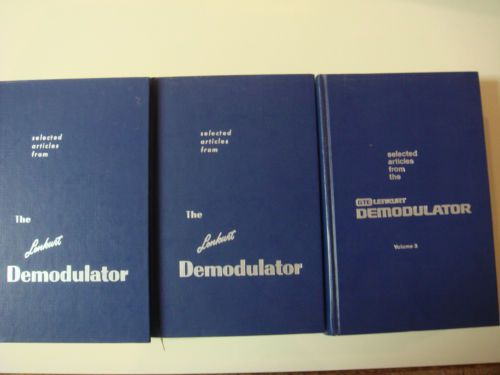 selected
articles
from
The
Lenkurt
Demodulator
selected
articles
from
The
Lenkurt
Demodulator
selected
articles
from
the
GTE LENKURT
DEMODULATOR
Volume 3